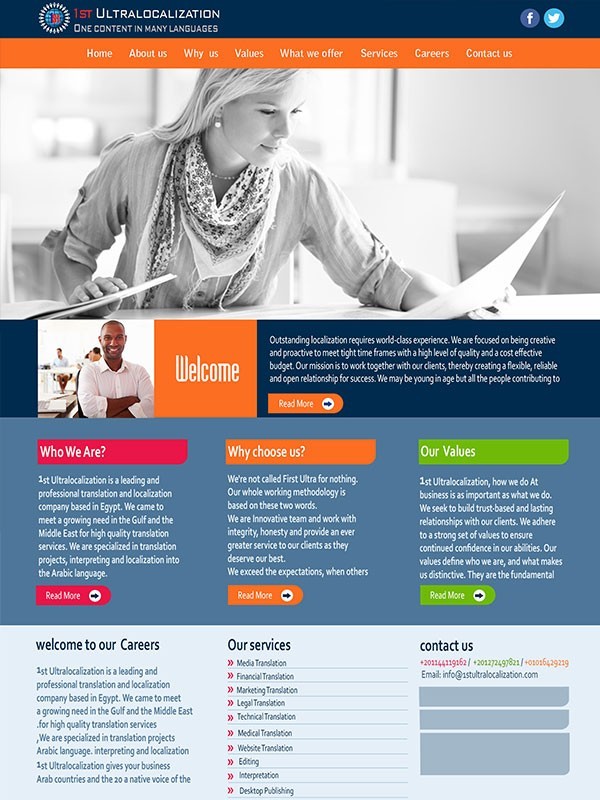 1ST ULTRALOCALIZATION
ONE CONTENT IN MANY LANGUAGES
Home About us Why us Values What we offer Services Careers Contact us
Welcome
Outstanding localization requires world-class experience. We are focused on being creative
and proactive to meet tight time frames with a high level of quality and a cost effective
budget. Our mission is to work together with our clients, thereby creating a flexible, reliable
and open relationship for success. We may be young in age but all the people contributing to
Read More
Who We Are?
1st Ultralocalization is a leading and
professional translation and localization
company based in Egypt. We came to
meet a growing need in the Gulf and the
Middle East for high quality translation
services. We are specialized in translation
projects, interpreting and localization into
the Arabic language.
Read More
Why choose us?
We're not called First Ultra for nothing.
Our whole working methodology is
based on these two words.
We are Innovative team and work with
integrity, honesty and provide an ever
greater service to our clients as they
deserve our best.
We exceed the expectations, when others
Read More
Our Values
1st Ultralocalization, how we do At
business is as important as what we do.
We seek to build trust-based and lasting
relationships with our clients. We adhere
to a strong set of values to ensure
continued confidence in our abilities. Our
values define who we are, and what makes
us distinctive. They are the fundamental
Read More
welcome to our Careers
1st Ultralocalization is a leading and
professional translation and localization
company based in Egypt. We came to meet
a growing need in the Gulf and the Middle East
.for high quality translation services
,We are specialized in translation projects
Arabic language. interpreting and localization
1st Ultralocalization gives your business
Arab countries and the 20 a native voice of the
Our services
» Media Translation
» Financial Translation
» Marketing Translation
» Legal Translation
» Technical Translation
» Medical Translation
» Website Translation
» Editing
» Interpretation
» Desktop Publishing
contact us
+201144119162 / +201272497821 / +01016429219
Email: info@1stultralocalization.com